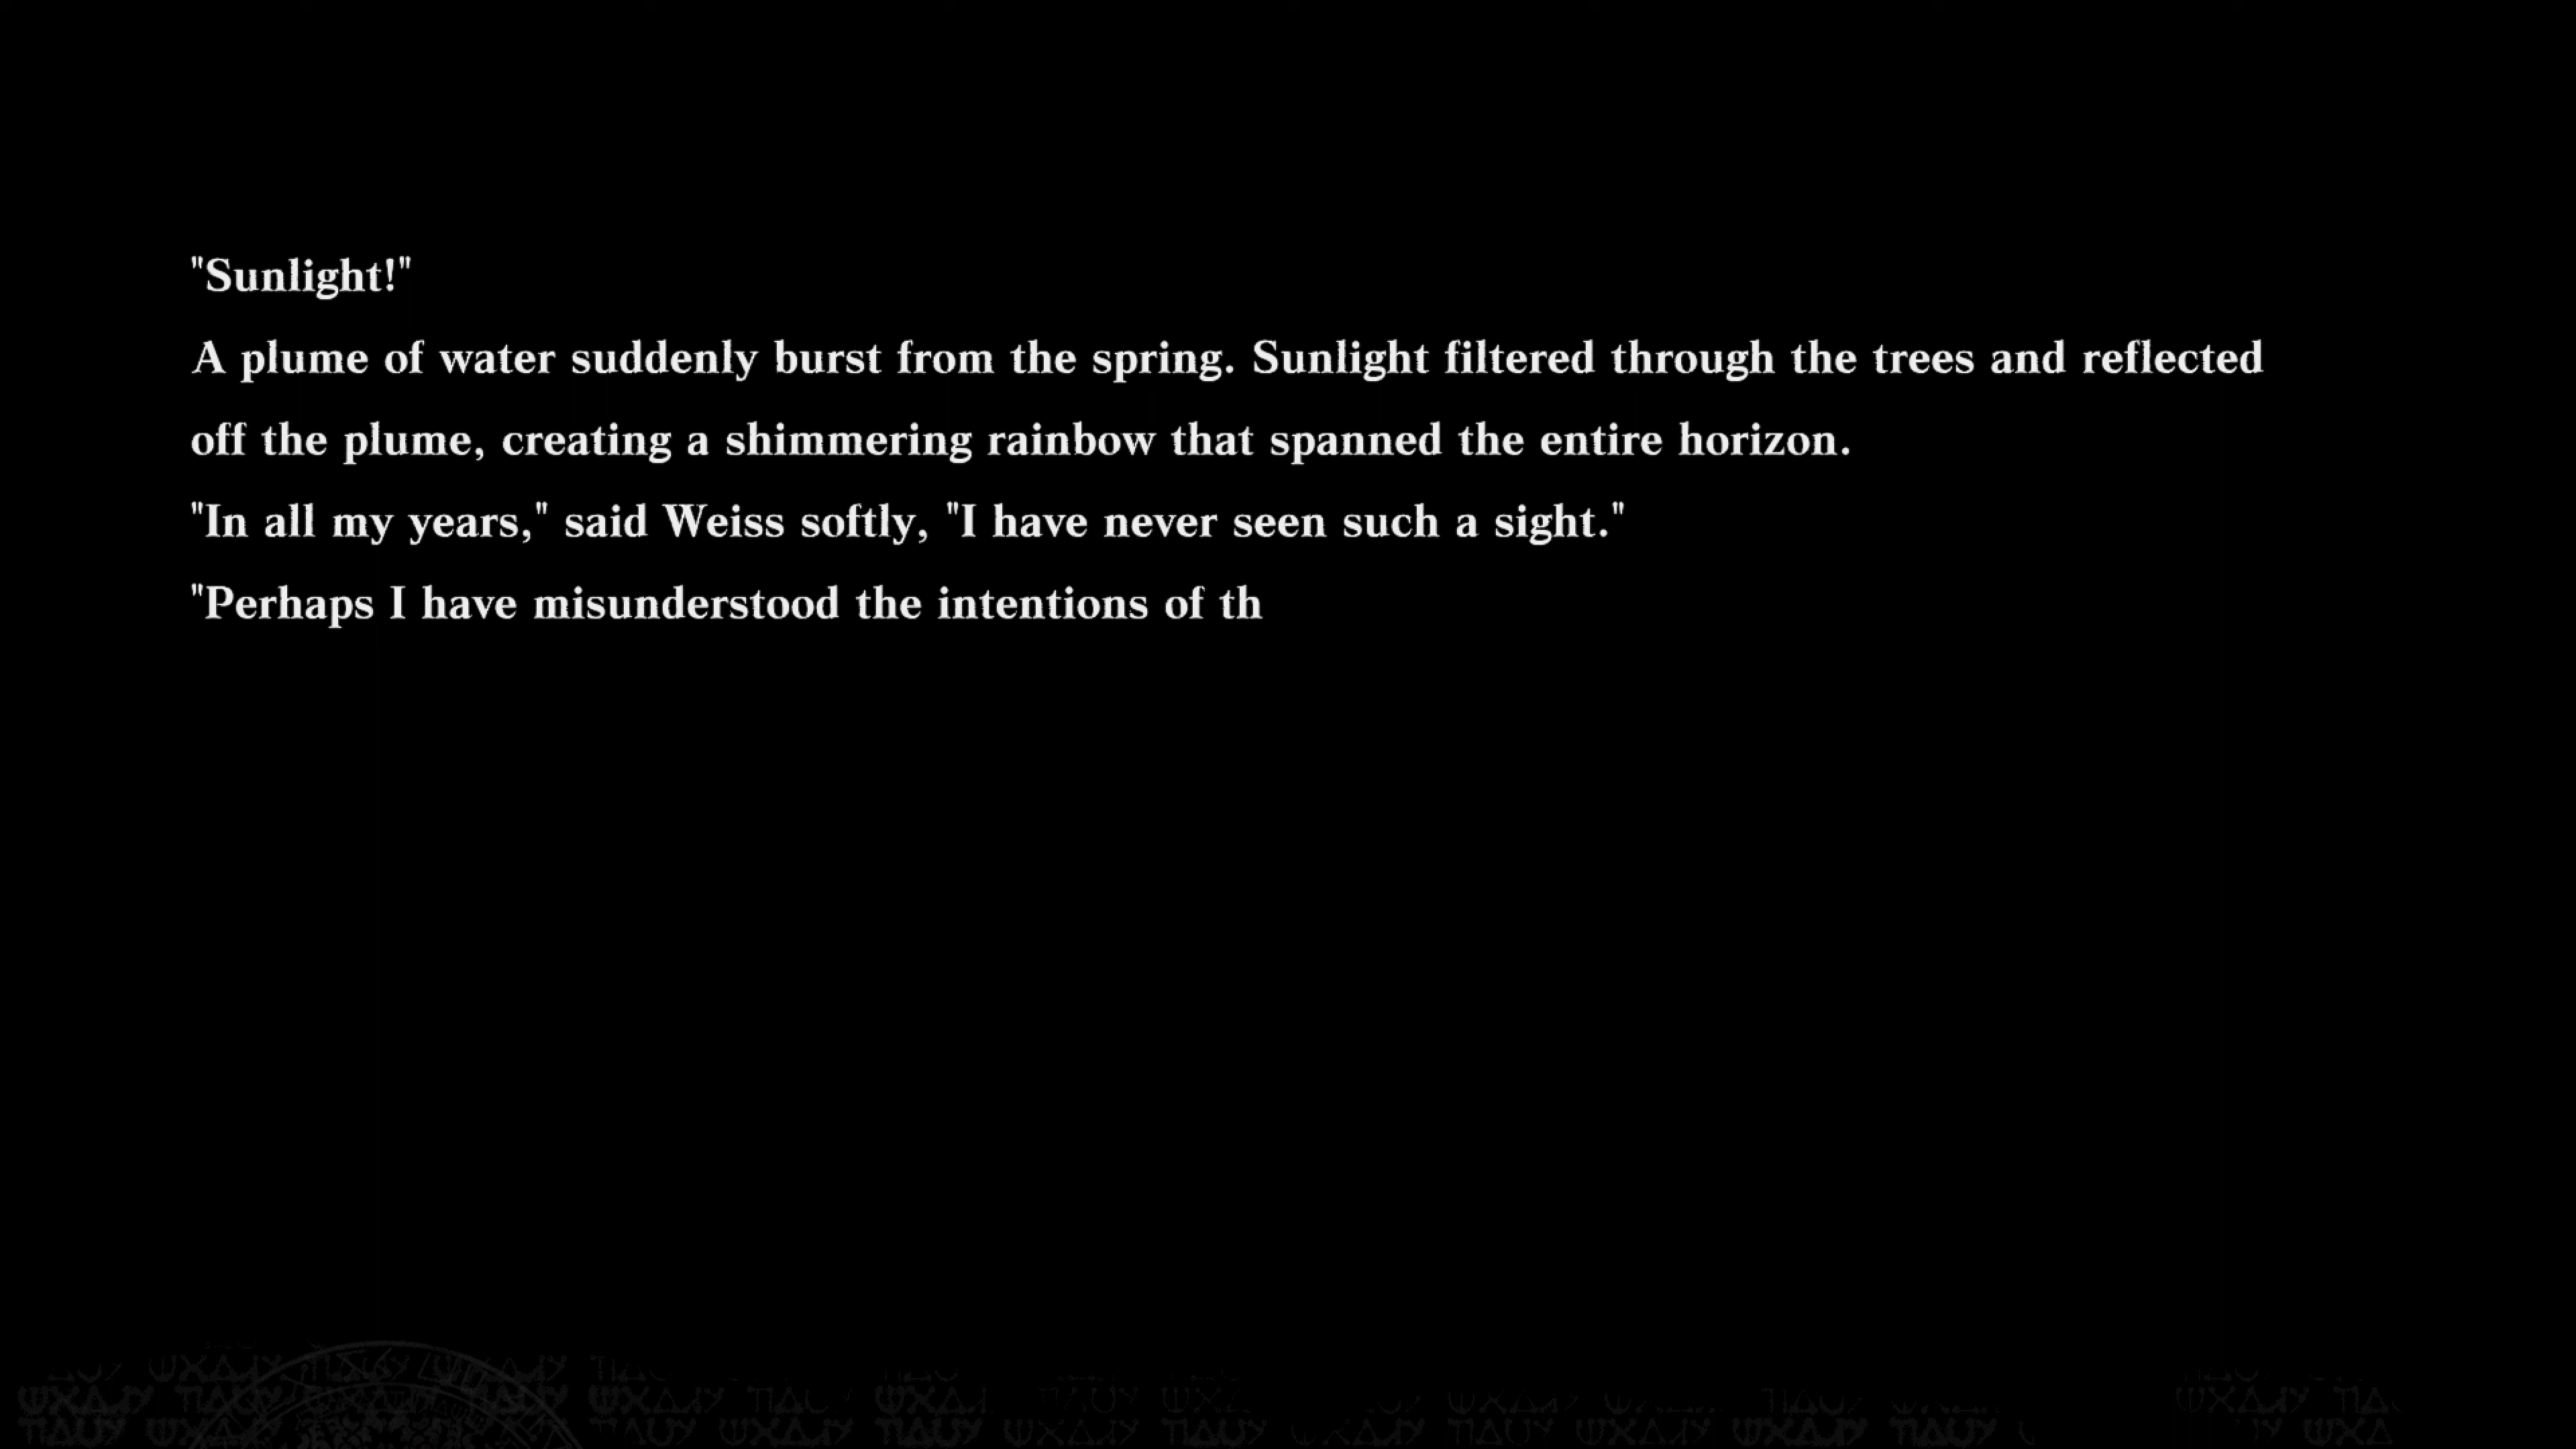 "Sunlight!"
A plume of water suddenly burst from the spring. Sunlight filtered through the trees and reflected
off the plume, creating a shimmering rainbow that spanned the entire horizon.
"In all my years," said Weiss softly, "I have never seen such a sight."
"Perhaps I have misunderstood the intentions of th